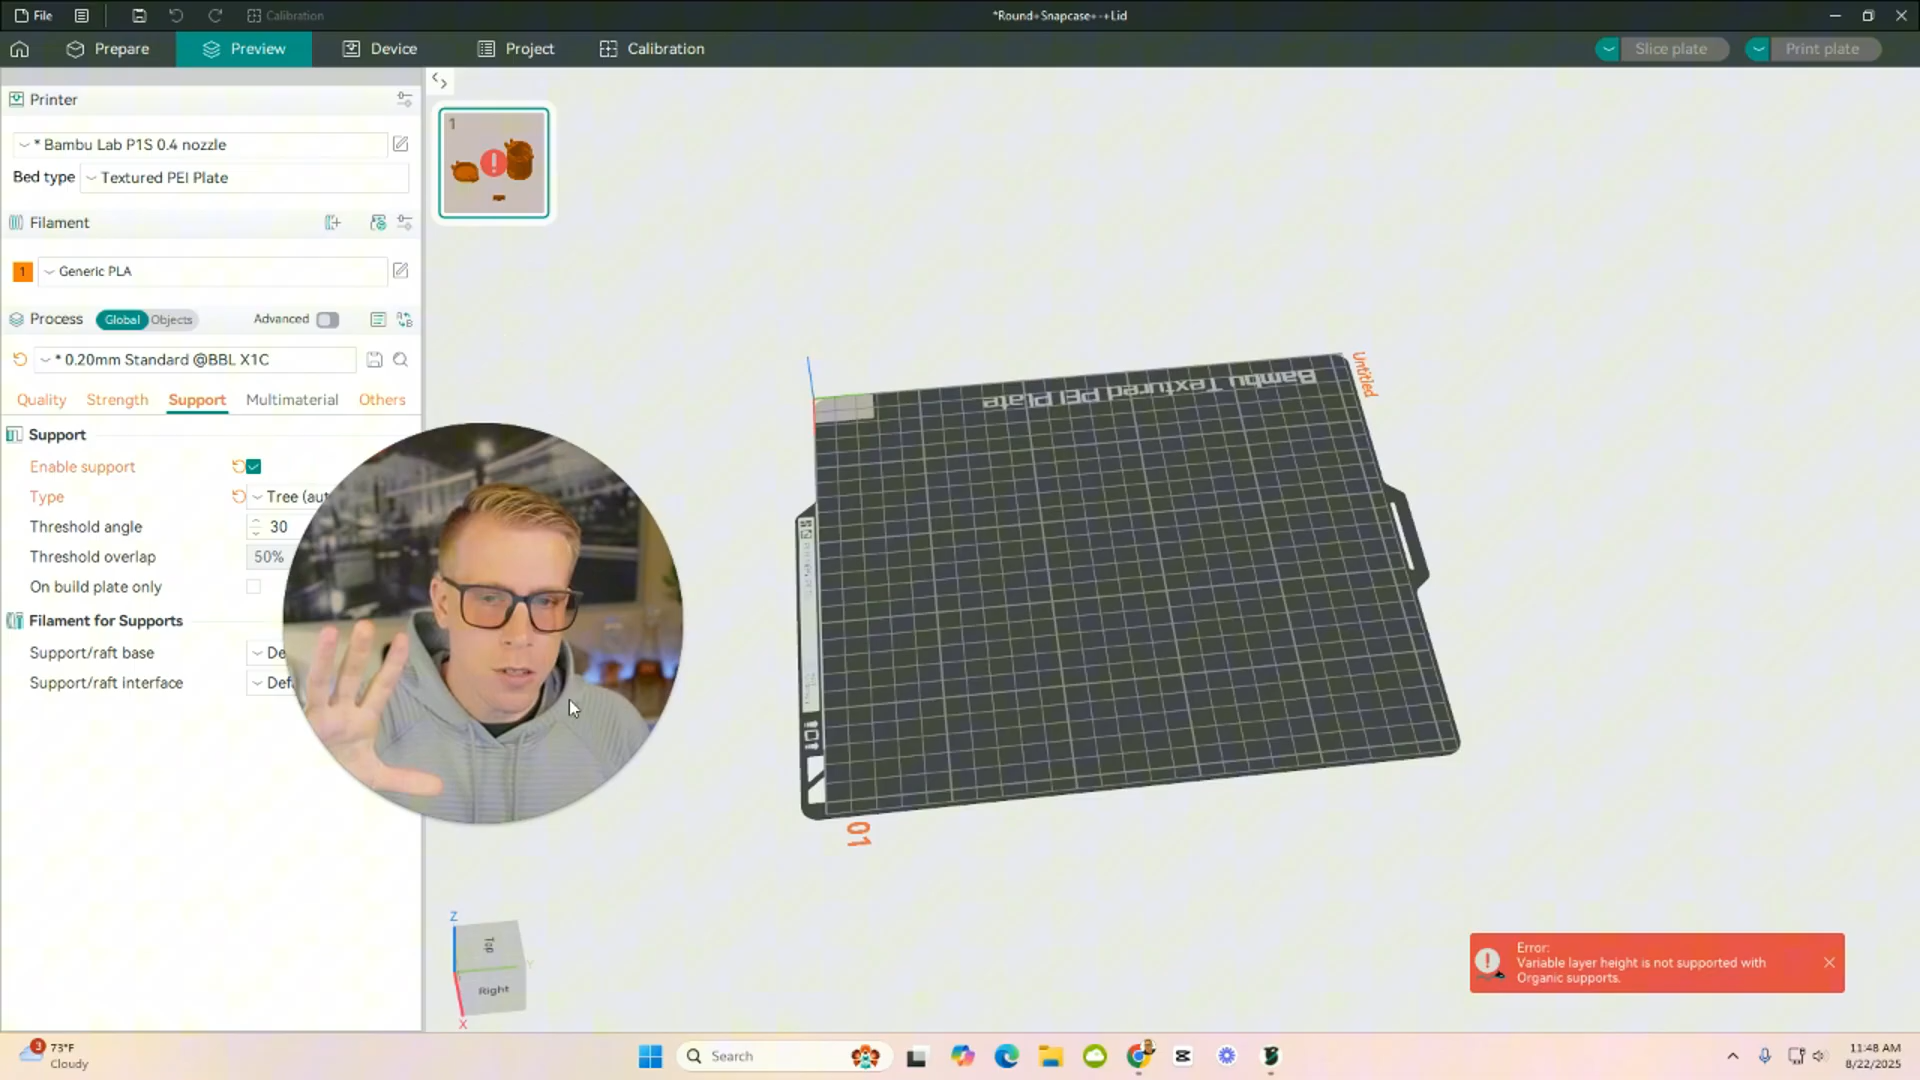 File
Calibration
*Round+Snapcase+-+Lid
Prepare
Preview
Device
Project
Calibration
Slice plate
Print plate
Printer
* Bambu Lab P1S 0.4 nozzle
Bed type
Textured PEI Plate
Filament
1
Generic PLA
Process
Global
Objects
Advanced
* 0.20mm Standard @BBL X1C
Quality
Strength
Support
Multimaterial
Others
Support
Enable support
Type
Tree (aut
Threshold angle
30
Threshold overlap
50%
On build plate only
Filament for Supports
Support/raft base
De
Support/raft interface
Defa
1
Bambu Textured PEI Plate
Untitled
01
Z
Top
Y
Right
X
Error:
Variable layer height is not supported with
Organic supports.
3
73°F
Cloudy
Search
11:48 AM
8/22/2025